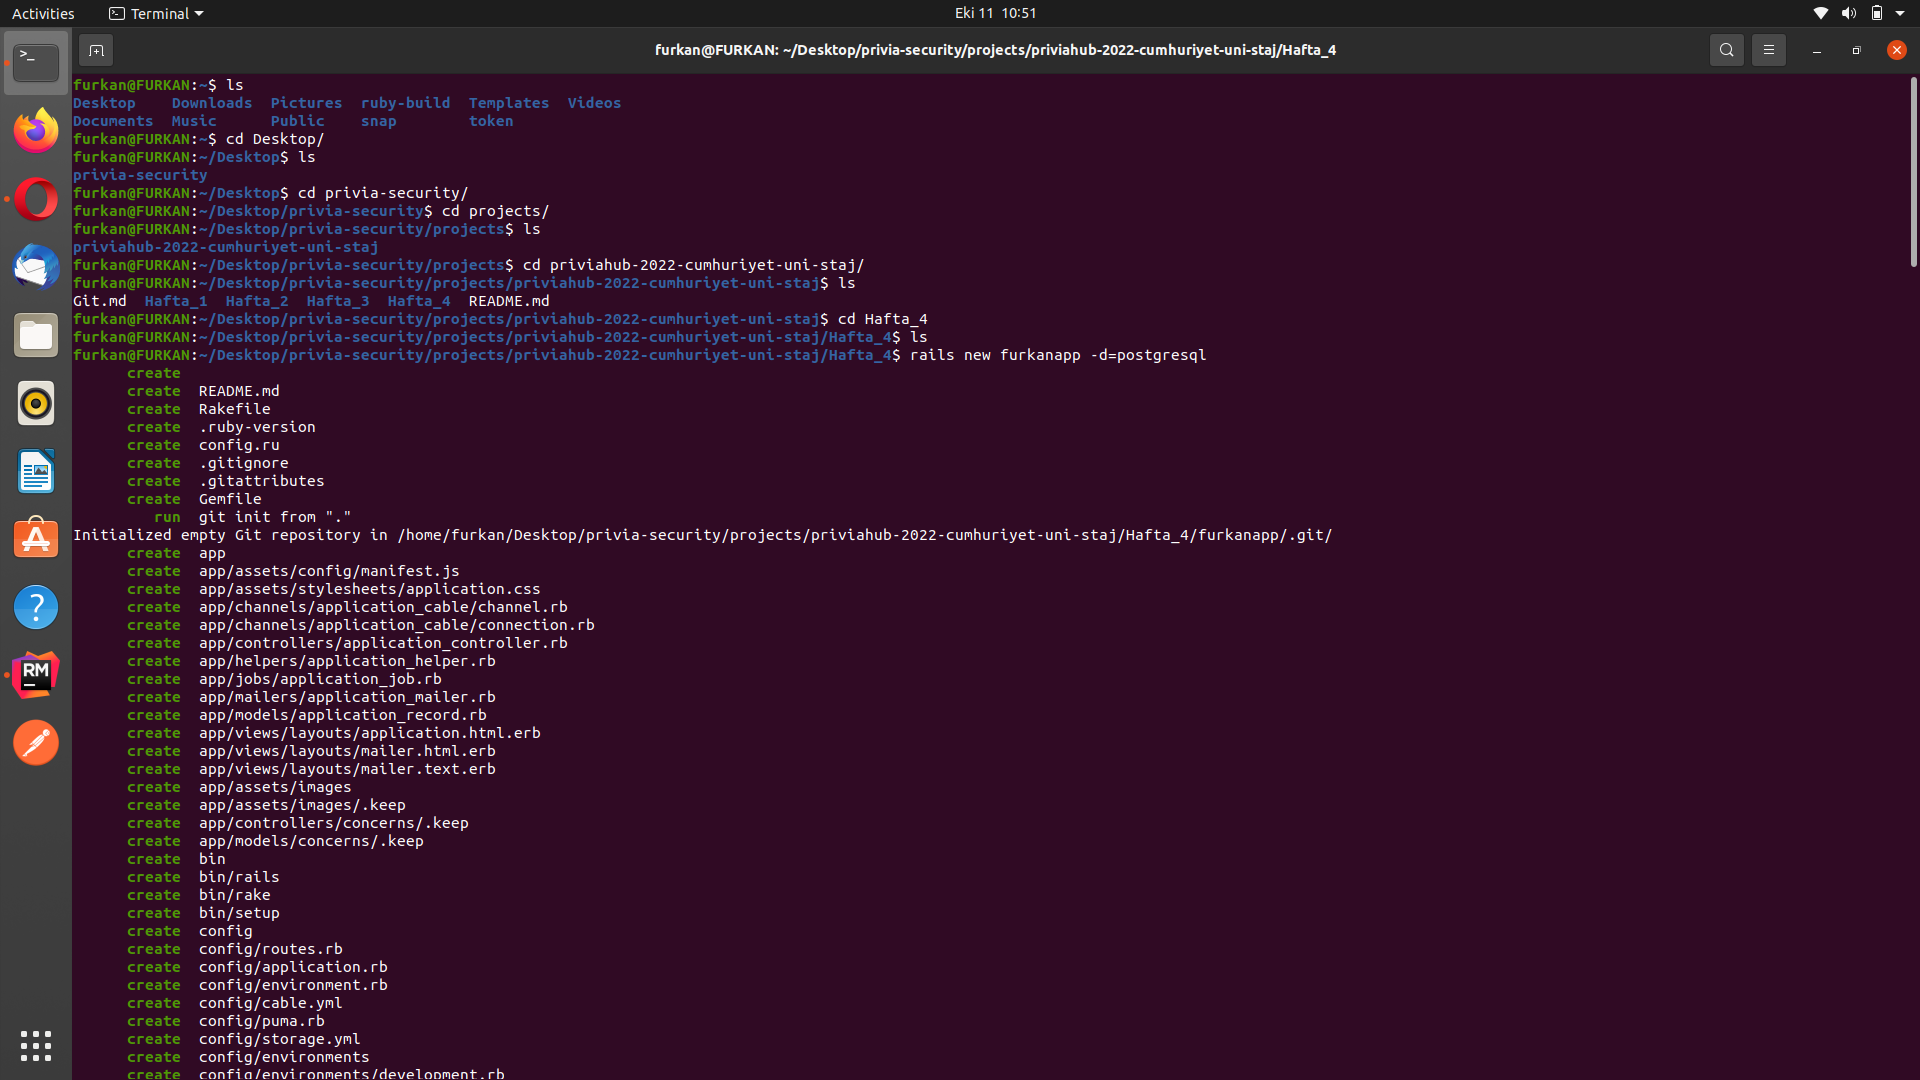 Activities Terminal Eki 11 10:51
furkan@FURKAN: ~/Desktop/privia-security/projects/priviahub-2022-cumhuriyet-uni-staj/Hafta_4
furkan@FURKAN:~$ ls
Desktop Downloads Pictures ruby-build Templates Videos
Documents Music Public snap token
furkan@FURKAN:~$ cd Desktop/
furkan@FURKAN:~/Desktop$ ls
privia-security
furkan@FURKAN:~/Desktop$ cd privia-security/
furkan@FURKAN:~/Desktop/privia-security$ cd projects/
furkan@FURKAN:~/Desktop/privia-security/projects$ ls
priviahub-2022-cumhuriyet-uni-staj
furkan@FURKAN:~/Desktop/privia-security/projects$ cd priviahub-2022-cumhuriyet-uni-staj/
furkan@FURKAN:~/Desktop/privia-security/projects/priviahub-2022-cumhuriyet-uni-staj$ ls
Git.md Hafta_1 Hafta_2 Hafta_3 Hafta_4 README.md
furkan@FURKAN:~/Desktop/privia-security/projects/priviahub-2022-cumhuriyet-uni-staj$ cd Hafta_4
furkan@FURKAN:~/Desktop/privia-security/projects/priviahub-2022-cumhuriyet-uni-staj/Hafta_4$ ls
furkan@FURKAN:~/Desktop/privia-security/projects/priviahub-2022-cumhuriyet-uni-staj/Hafta_4$ rails new furkanapp -d=postgresql
create
create README.md
create Rakefile
create .ruby-version
create config.ru
create .gitignore
create .gitattributes
create Gemfile
run git init from "."
Initialized empty Git repository in /home/furkan/Desktop/privia-security/projects/priviahub-2022-cumhuriyet-uni-staj/Hafta_4/furkanapp/.git/
create app
create app/assets/config/manifest.js
create app/assets/stylesheets/application.css
create app/channels/application_cable/channel.rb
create app/channels/application_cable/connection.rb
create app/controllers/application_controller.rb
create app/helpers/application_helper.rb
create app/jobs/application_job.rb
create app/mailers/application_mailer.rb
create app/models/application_record.rb
create app/views/layouts/application.html.erb
create app/views/layouts/mailer.html.erb
create app/views/layouts/mailer.text.erb
create app/assets/images
create app/assets/images/.keep
create app/controllers/concerns/.keep
create app/models/concerns/.keep
create bin
create bin/rails
create bin/rake
create bin/setup
create config
create config/routes.rb
create config/application.rb
create config/environment.rb
create config/cable.yml
create config/puma.rb
create config/storage.yml
create config/environments
create config/environments/development.rb
RM